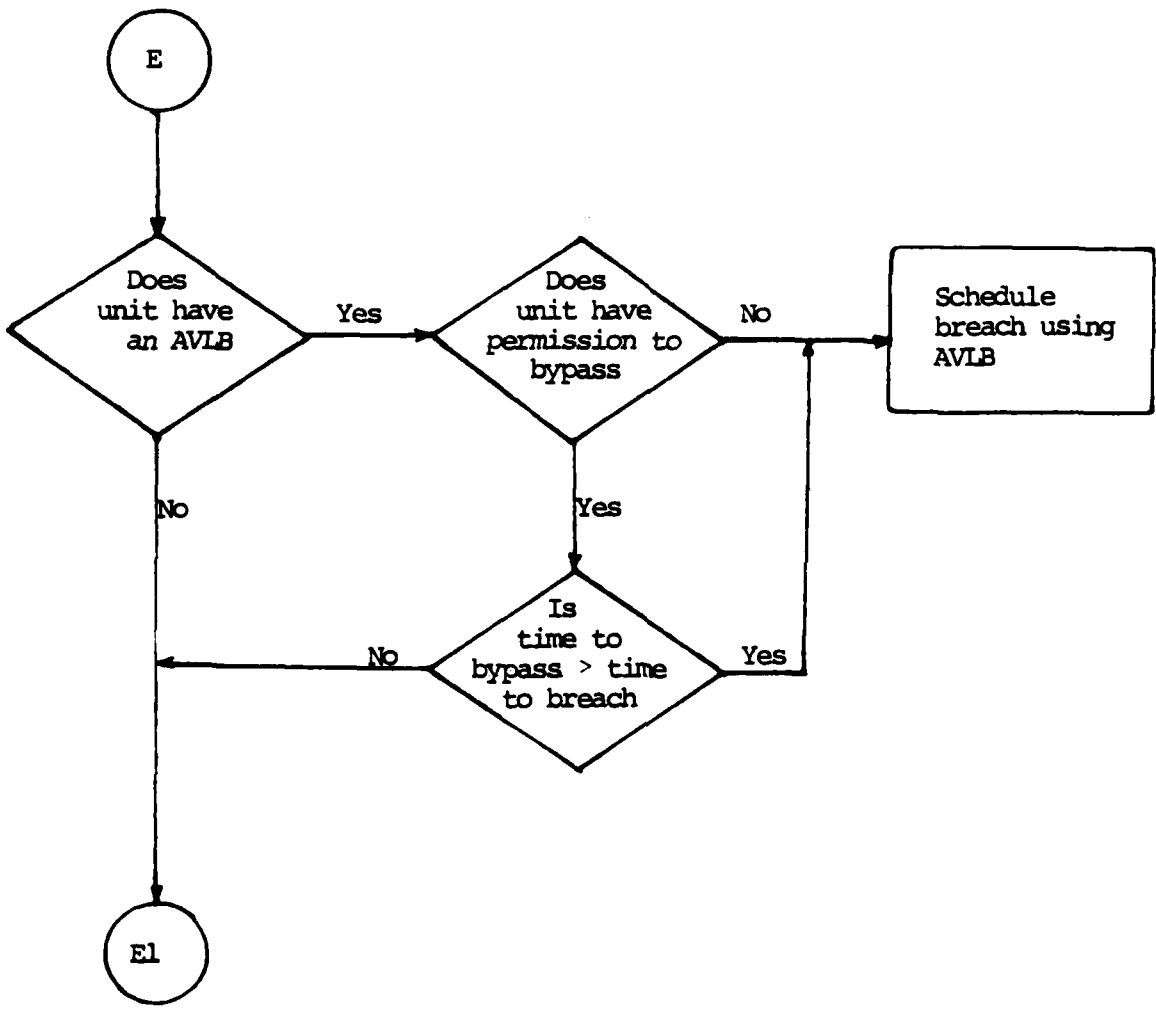 E
Does
unit have
an AVLB
Yes
Does
unit have
permission to
bypass
No
Schedule
breach using
AVLB
No
Yes
Is
time to
bypass > time
to breach
No
Yes
E1